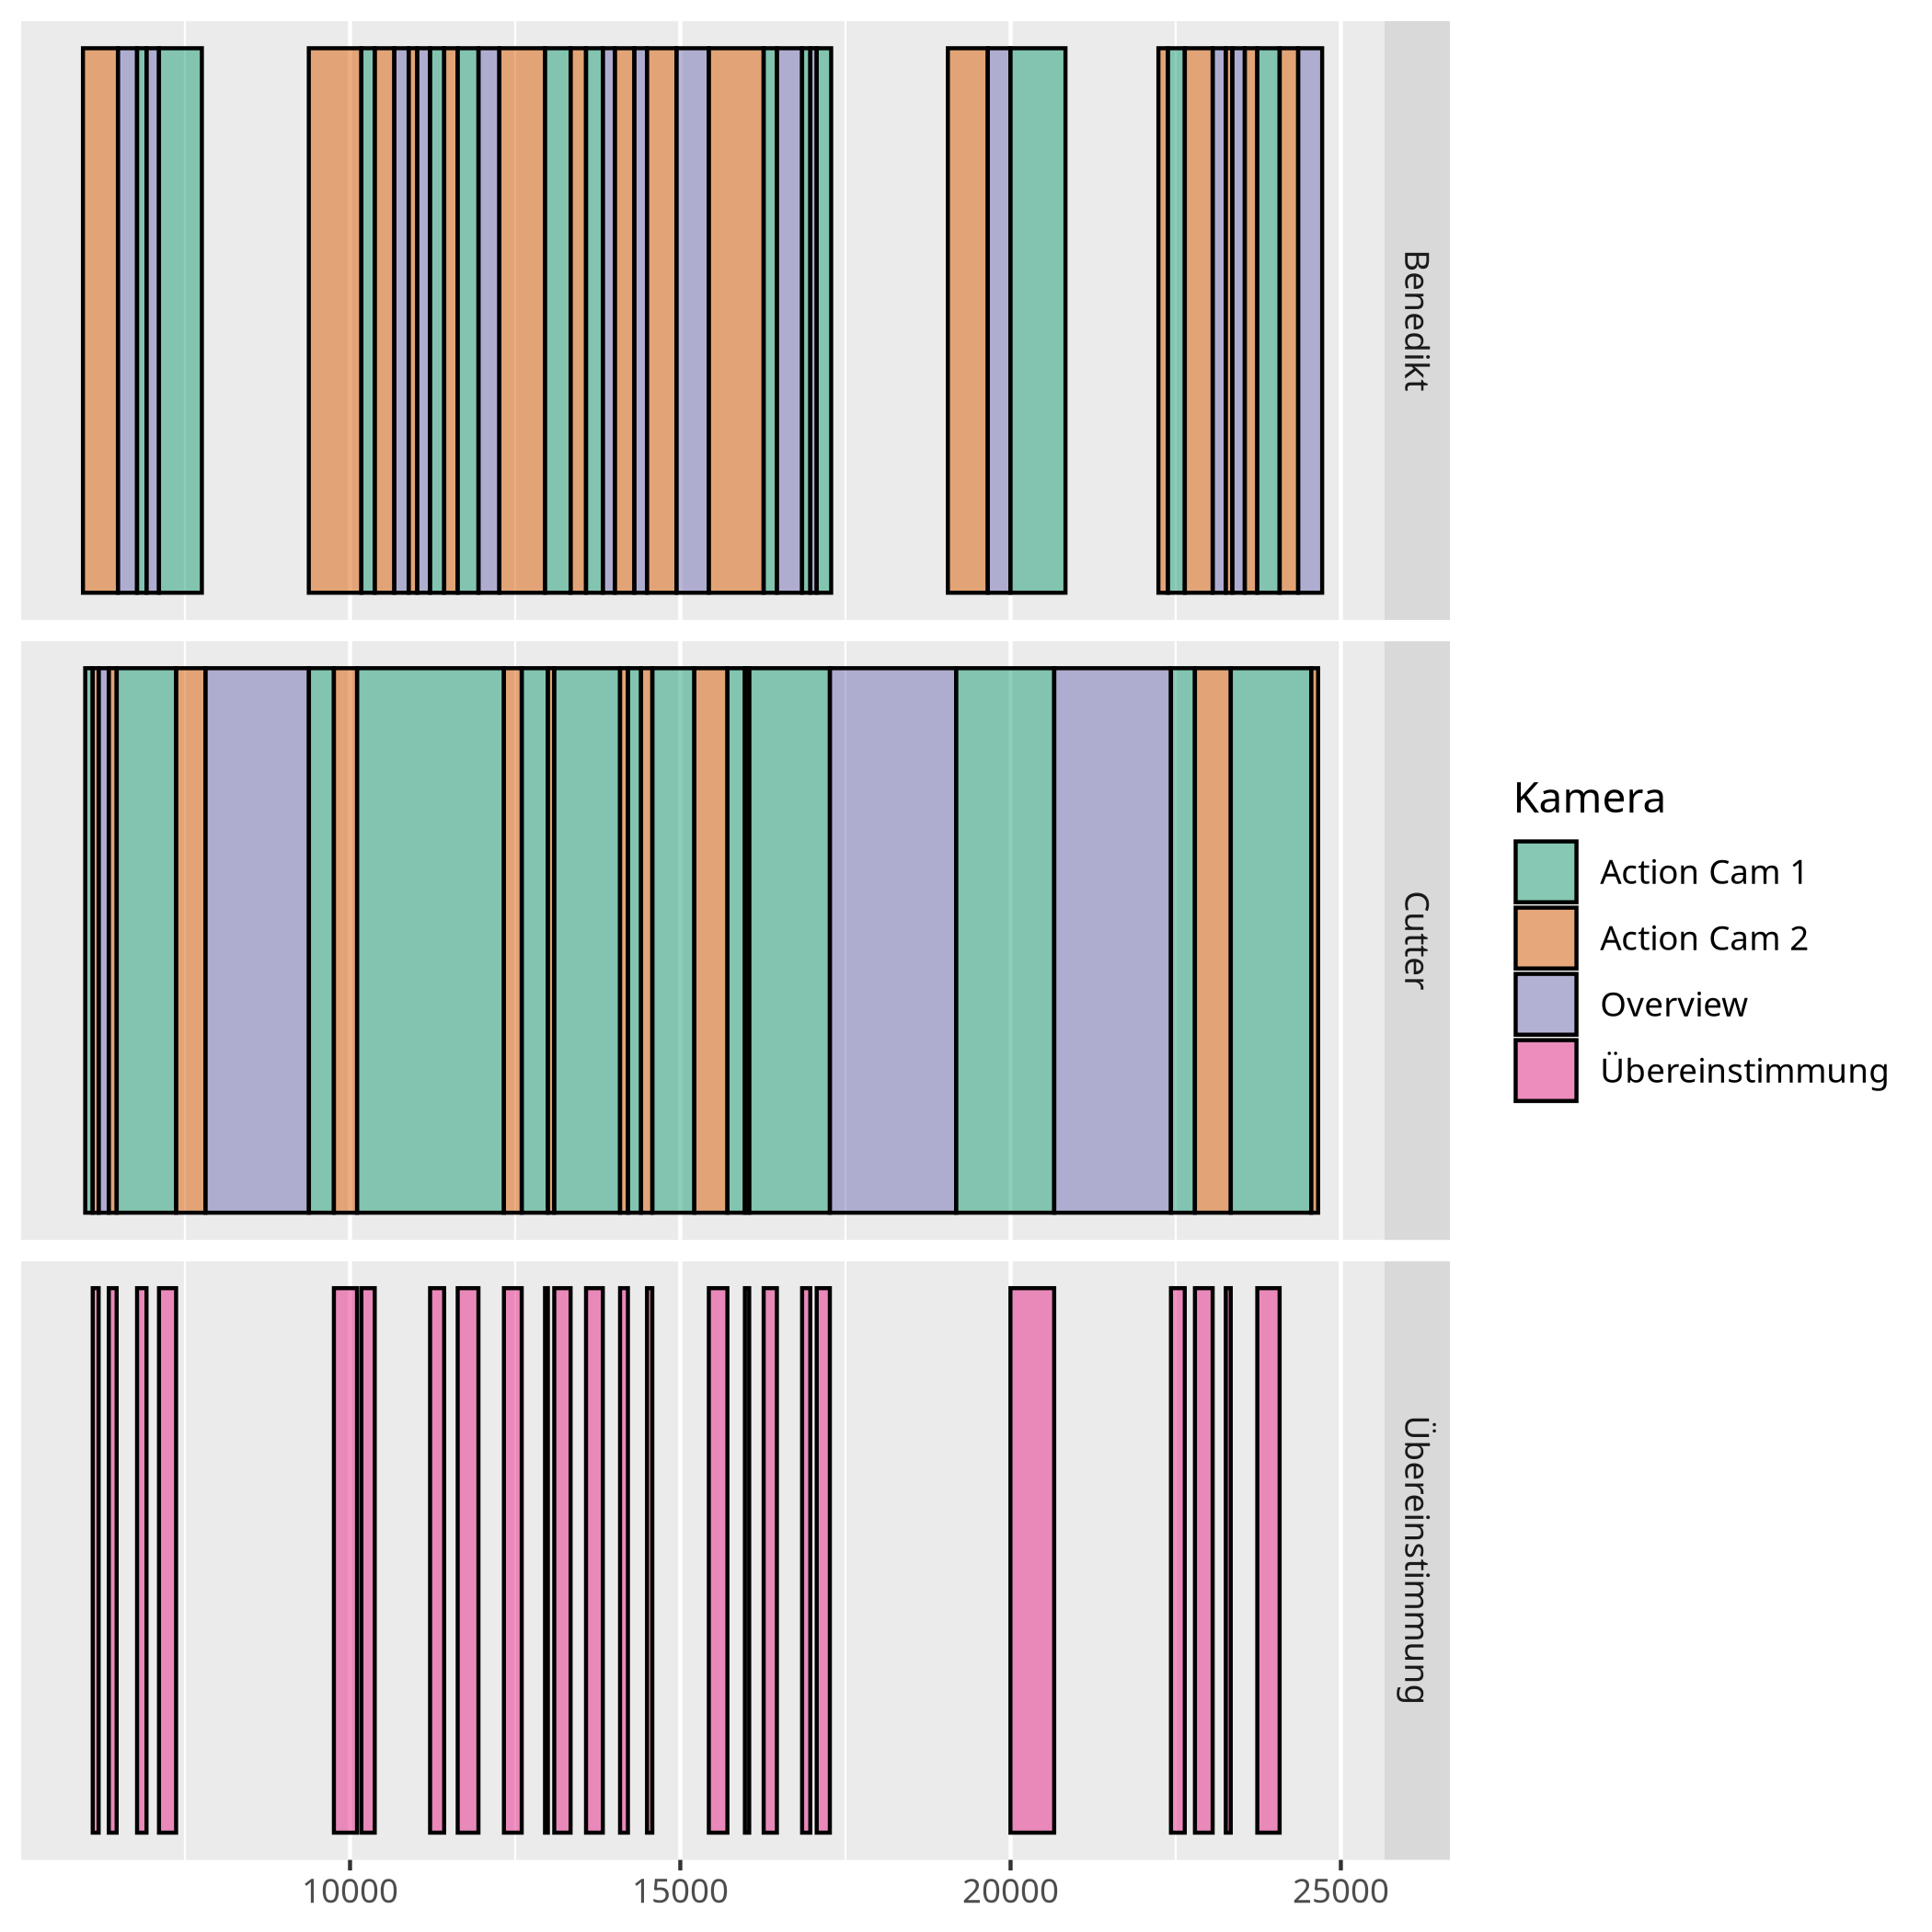 Benedikt
Cutter
Übereinstimmung
Kamera
Action Cam 1
Action Cam 2
Overview
Übereinstimmung
10000
15000
20000
25000